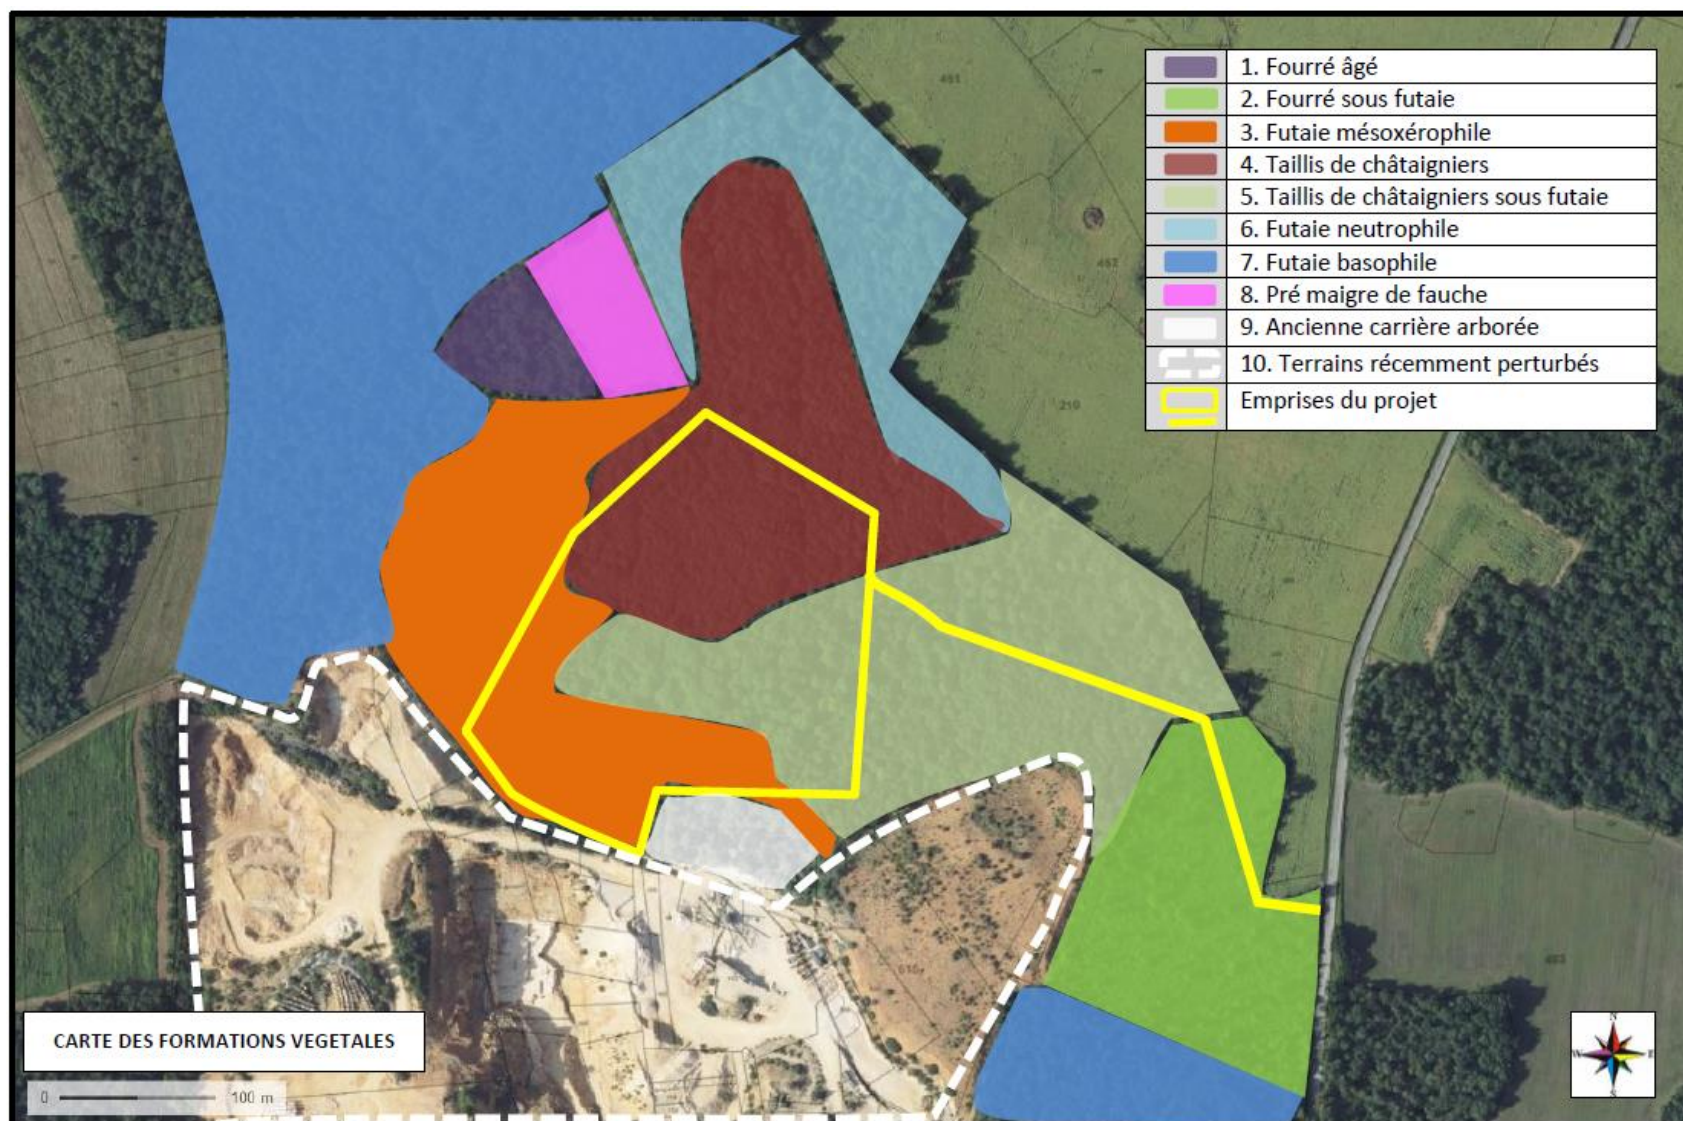 1. Fourré âgé
2. Fourré sous futaie
3. Futaie mésoxérophile
4. Taillis de châtaigniers
5. Taillis de châtaigniers sous futaie
6. Futaie neutrophile
7. Futaie basophile
8. Pré maigre de fauche
9. Ancienne carrière arborée
10. Terrains récemment perturbés
Emprises du projet
210
CARTE DES FORMATIONS VEGETALES
0 100 m
N
W E